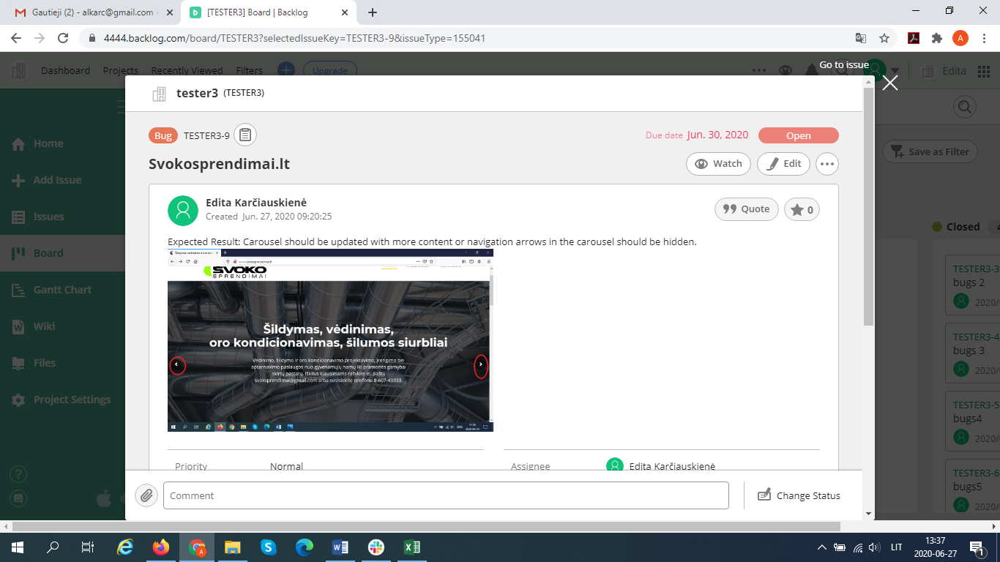 Gautieji (2) - alkarc@gmail.com -
[TESTER3] Board | Backlog
4444.backlog.com/board/TESTER3?selectedIssueKey=TESTER3-9&issueType=155041
A
Dashboard Projects Recently Viewed Filters Upgrade
Go to issue
Edita
tester3 (TESTER3)
Bug TESTER3-9
Due date Jun. 30, 2020 Open
Svokosprendimai.lt
Watch Edit
Save as Filter
Home
Add Issue
Issues
Board
Gantt Chart
Wiki
Files
Project Settings
Edita Karčiauskienė
Created Jun. 27, 2020 09:20:25
Quote 0
Expected Result: Carousel should be updated with more content or navigation arrows in the carousel should be hidden.
SVOKO
SPRENDIMAI
Šildymas, vėdinimas,
oro kondicionavimas, šilumos siurbliai
Vėdinimo, šildymo ir oro kondicionavimo projektavimo, įrengimo bei
aptarnavimo paslaugos nuo gyvenamųjų namų iki pramonės gamybai
skirtų pastatų. Iškilus klausimams rašykite el. paštu
svoksprendimai@gmail.com arba susisiekite telefonu 8-607-43333.
Priority Normal
Assignee Edita Karčiauskienė
Comment
Change Status
Closed
TESTER3-3
bugs 2
TESTER3-4
bugs 3
TESTER3-5
bugs4
TESTER3-6
bugs5
LIT
13:37
2020-06-27
1